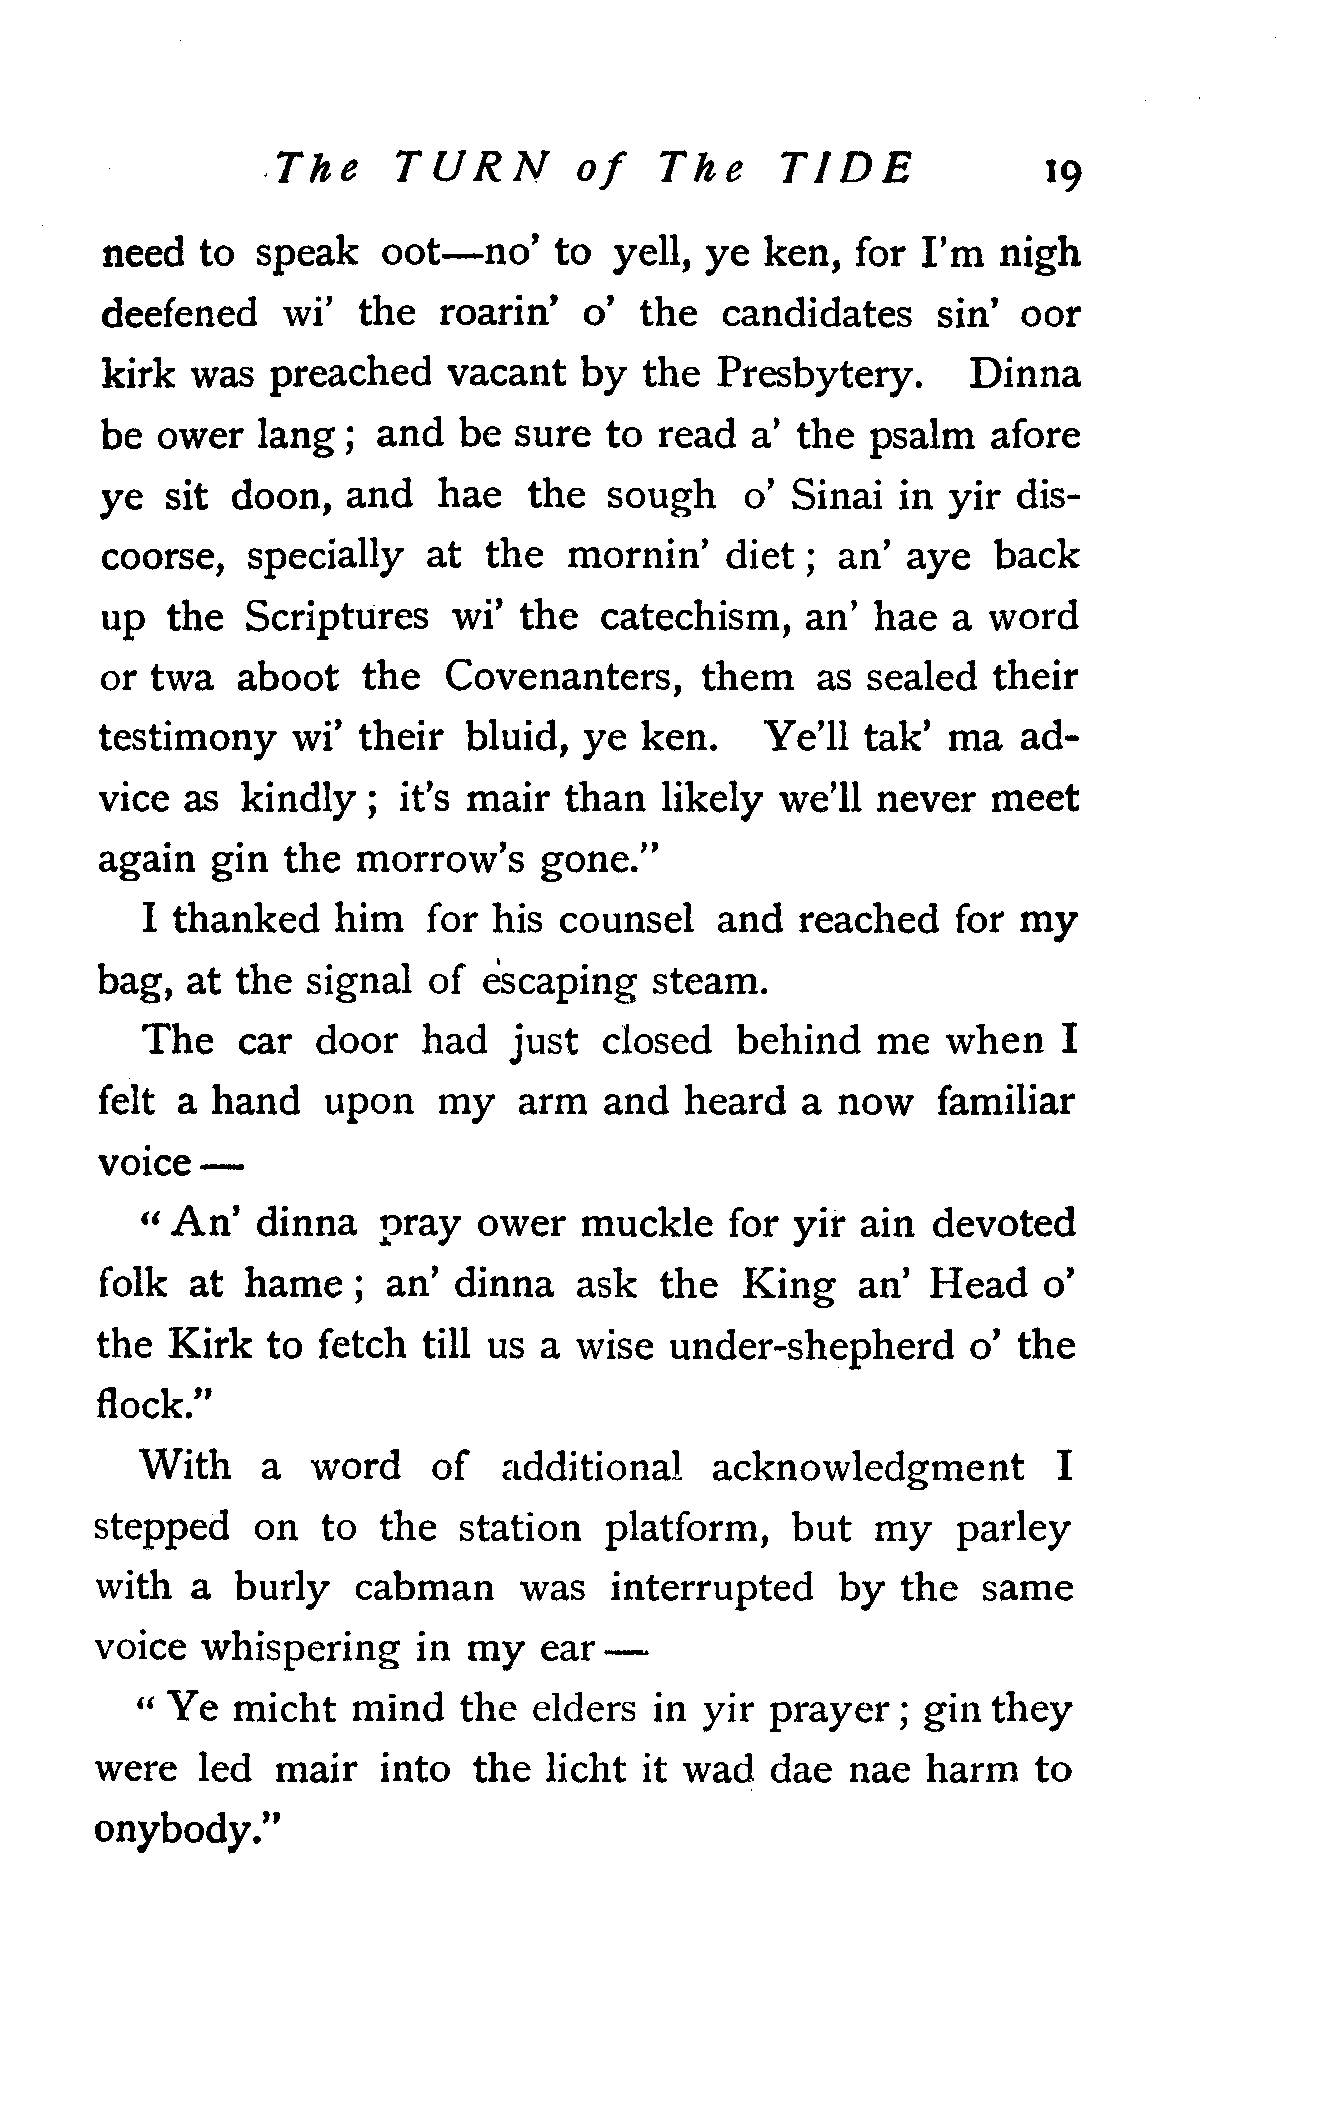 The TURN of The TIDE 19
need to speak oot—no' to yell, ye ken, for I'm nigh
deefened wi' the roarin' o' the candidates sin' oor
kirk was preached vacant by the Presbytery. Dinna
be ower lang ; and be sure to read a' the psalm afore
ye sit doon, and hae the sough o' Sinai in yir dis-
coorse, specially at the mornin' diet ; an' aye back
up the Scriptures wi' the catechism, an' hae a word
or twa aboot the Covenanters, them as sealed their
testimony wi' their bluid, ye ken. Ye'll tak' ma ad-
vice as kindly ; it's mair than likely we'll never meet
again gin the morrow's gone."
I thanked him for his counsel and reached for my
bag, at the signal of escaping steam.
The car door had just closed behind me when I
felt a hand upon my arm and heard a now familiar
voice —
" An' dinna pray ower muckle for yir ain devoted
folk at hame ; an' dinna ask the King an' Head o'
the Kirk to fetch till us a wise under-shepherd o' the
flock."
With a word of additional acknowledgment I
stepped on to the station platform, but my parley
with a burly cabman was interrupted by the same
voice whispering in my ear —
" Ye micht mind the elders in yir prayer ; gin they
were led mair into the licht it wad dae nae harm to
onybody."